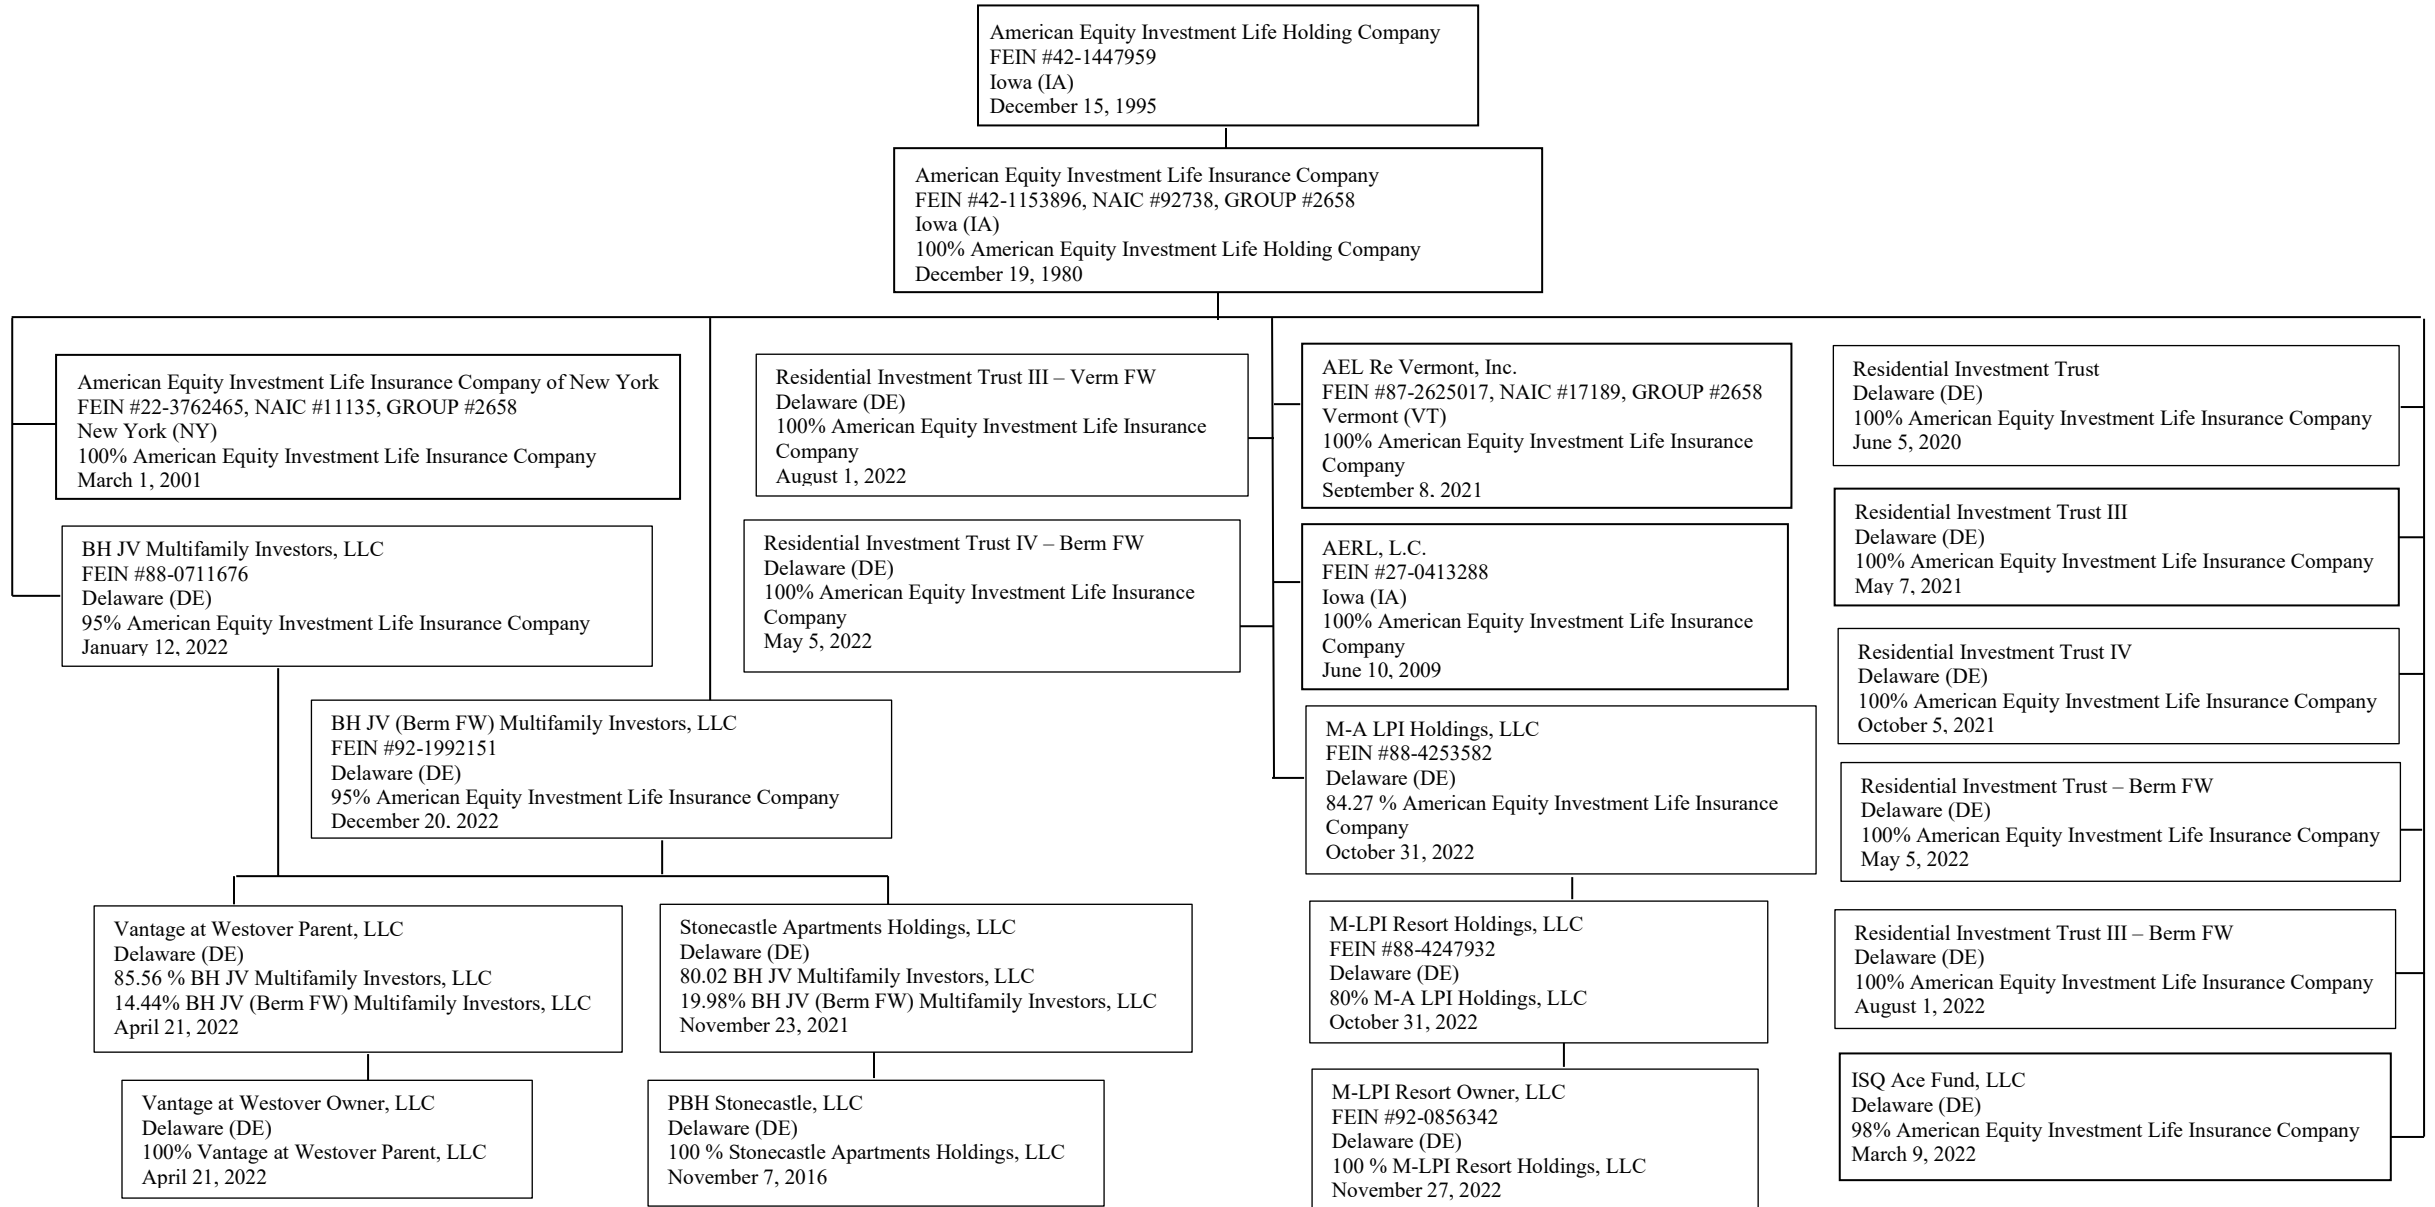 American Equity Investment Life Holding Company
FEIN #42-1447959
Iowa (IA)
December 15, 1995
American Equity Investment Life Insurance Company
FEIN #42-1153896, NAIC #92738, GROUP #2658
Iowa (IA)
100% American Equity Investment Life Holding Company
December 19, 1980
American Equity Investment Life Insurance Company of New York
FEIN #22-3762465, NAIC #11135, GROUP #2658
New York (NY)
100% American Equity Investment Life Insurance Company
March 1, 2001
BH JV Multifamily Investors, LLC
FEIN #88-0711676
Delaware (DE)
95% American Equity Investment Life Insurance Company
January 12, 2022
BH JV (Berm FW) Multifamily Investors, LLC
FEIN #92-1992151
Delaware (DE)
95% American Equity Investment Life Insurance Company
December 20, 2022
Vantage at Westover Parent, LLC
Delaware (DE)
85.56 % BH JV Multifamily Investors, LLC
14.44% BH JV (Berm FW) Multifamily Investors, LLC
April 21, 2022
Vantage at Westover Owner, LLC
Delaware (DE)
100% Vantage at Westover Parent, LLC
April 21, 2022
Stonecastle Apartments Holdings, LLC
Delaware (DE)
80.02 BH JV Multifamily Investors, LLC
19.98% BH JV (Berm FW) Multifamily Investors, LLC
November 23, 2021
PBH Stonecastle, LLC
Delaware (DE)
100 % Stonecastle Apartments Holdings, LLC
November 7, 2016
Residential Investment Trust III – Verm FW
Delaware (DE)
100% American Equity Investment Life Insurance
Company
August 1, 2022
Residential Investment Trust IV – Berm FW
Delaware (DE)
100% American Equity Investment Life Insurance
Company
May 5, 2022
AEL Re Vermont, Inc.
FEIN #87-2625017, NAIC #17189, GROUP #2658
Vermont (VT)
100% American Equity Investment Life Insurance
Company
September 8, 2021
AERL, L.C.
FEIN #27-0413288
Iowa (IA)
100% American Equity Investment Life Insurance
Company
June 10, 2009
M-A LPI Holdings, LLC
FEIN #88-4253582
Delaware (DE)
84.27 % American Equity Investment Life Insurance
Company
October 31, 2022
M-LPI Resort Holdings, LLC
FEIN #88-4247932
Delaware (DE)
80% M-A LPI Holdings, LLC
October 31, 2022
M-LPI Resort Owner, LLC
FEIN #92-0856342
Delaware (DE)
100 % M-LPI Resort Holdings, LLC
November 27, 2022
Residential Investment Trust
Delaware (DE)
100% American Equity Investment Life Insurance Company
June 5, 2020
Residential Investment Trust III
Delaware (DE)
100% American Equity Investment Life Insurance Company
May 7, 2021
Residential Investment Trust IV
Delaware (DE)
100% American Equity Investment Life Insurance Company
October 5, 2021
Residential Investment Trust – Berm FW
Delaware (DE)
100% American Equity Investment Life Insurance Company
May 5, 2022
Residential Investment Trust III – Berm FW
Delaware (DE)
100% American Equity Investment Life Insurance Company
August 1, 2022
ISQ Ace Fund, LLC
Delaware (DE)
98% American Equity Investment Life Insurance Company
March 9, 2022